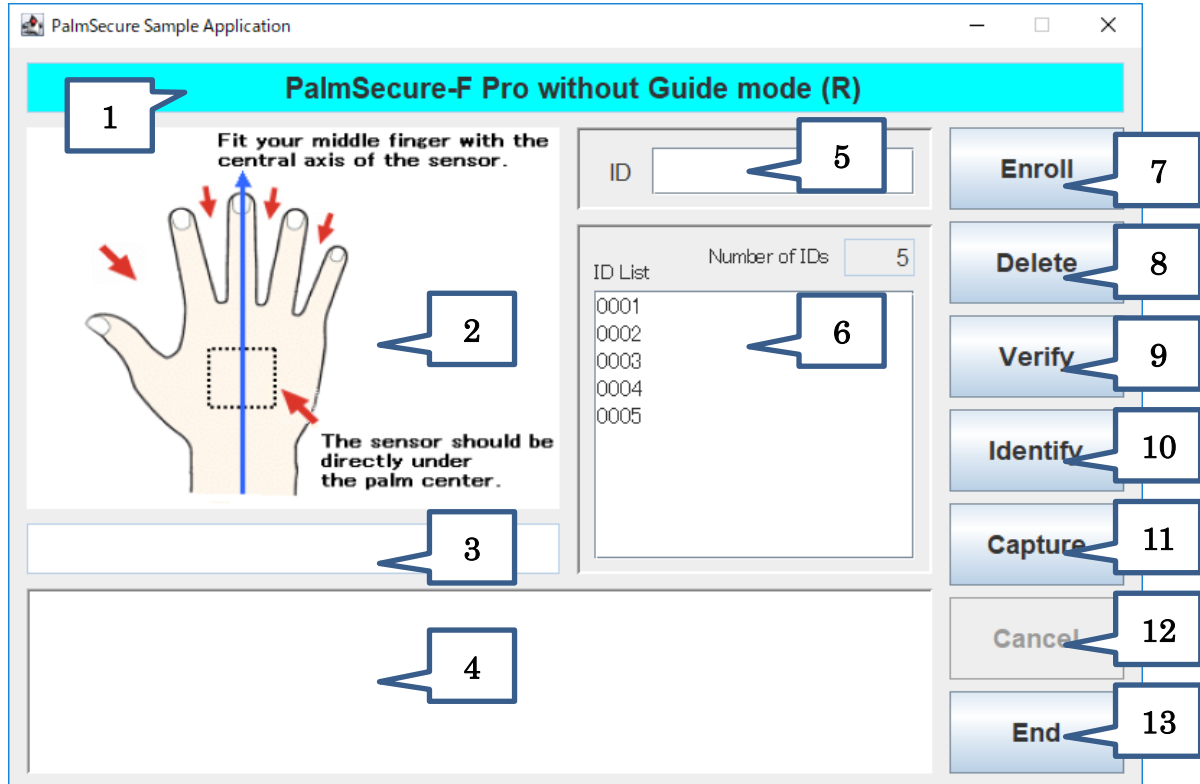 PalmSecure Sample Application
PalmSecure-F Pro without Guide mode (R)
1
Fit your middle finger with the
central axis of the sensor.
2
The sensor should be
directly under
the palm center.
3
4
ID
5
Number of IDs 5
ID List
0001
0002
0003
0004
0005
6
Enroll
7
Delete
8
Verify
9
Identify
10
Capture
11
Cancel
12
End
13